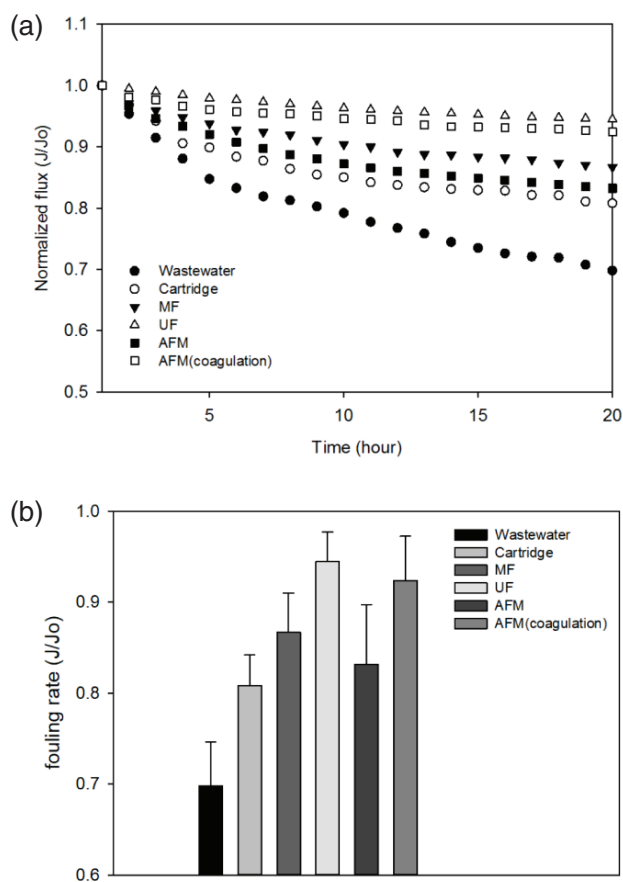 (a)
1.1
1.0
0.9
0.8
0.7
0.6
0.5
Normalized flux (J/Jo)
Wastewater
Cartridge
MF
UF
AFM
AFM(coagulation)
5
10
15
20
Time (hour)
(b)
1.0
0.9
0.8
0.7
0.6
fouling rate (J/Jo)
Wastewater
Cartridge
MF
UF
AFM
AFM(coagulation)